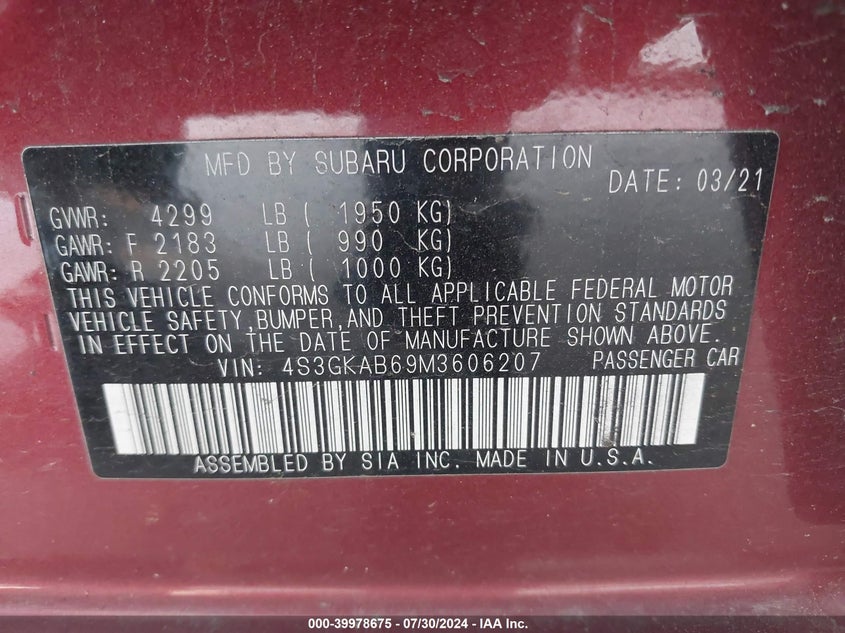 MFD BY SUBARU CORPORATION
DATE: 03/21
GVWR: 4299 LB ( 1950 KG)
GAWR: F 2183 LB ( 990 KG)
GAWR: R 2205 LB ( 1000 KG)
THIS VEHICLE CONFORMS TO ALL APPLICABLE FEDERAL MOTOR
VEHICLE SAFETY,BUMPER,AND THEFT PREVENTION STANDARDS
IN EFFECT ON THE DATE OF MANUFACTURE SHOWN ABOVE.
VIN: 4S3GKAB69M3606207 PASSENGER CAR
ASSEMBLED BY SIA INC. MADE IN U.S.A.
000-39978675 - 07/30/2024 - IAA Inc.